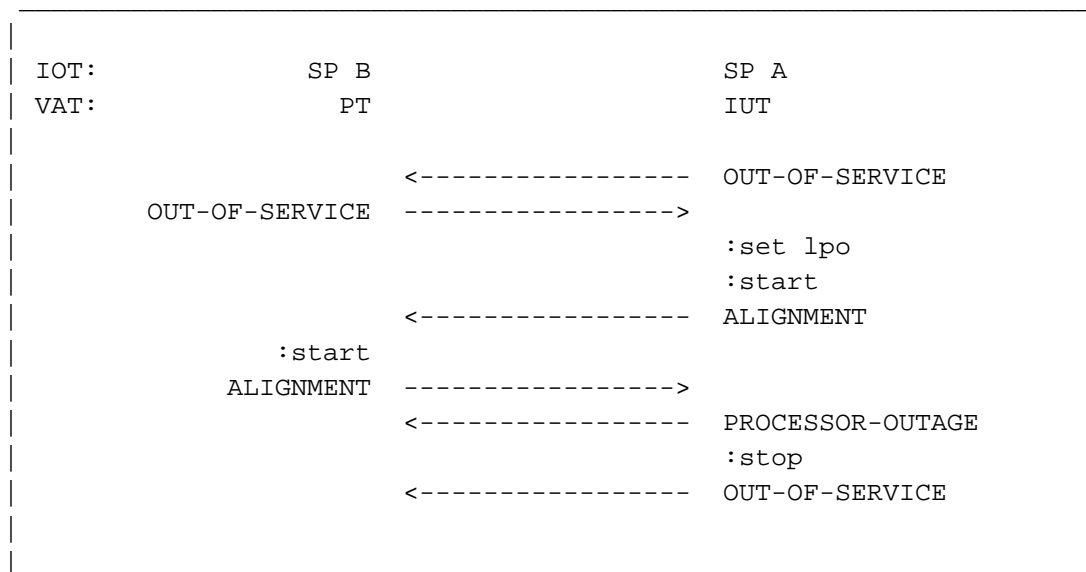 IOT: SP B SP A
VAT: PT IUT
<----------------- OUT-OF-SERVICE
OUT-OF-SERVICE ----------------->
:set lpo
:start
<----------------- ALIGNMENT
:start
ALIGNMENT ----------------->
<----------------- PROCESSOR-OUTAGE
:stop
<----------------- OUT-OF-SERVICE